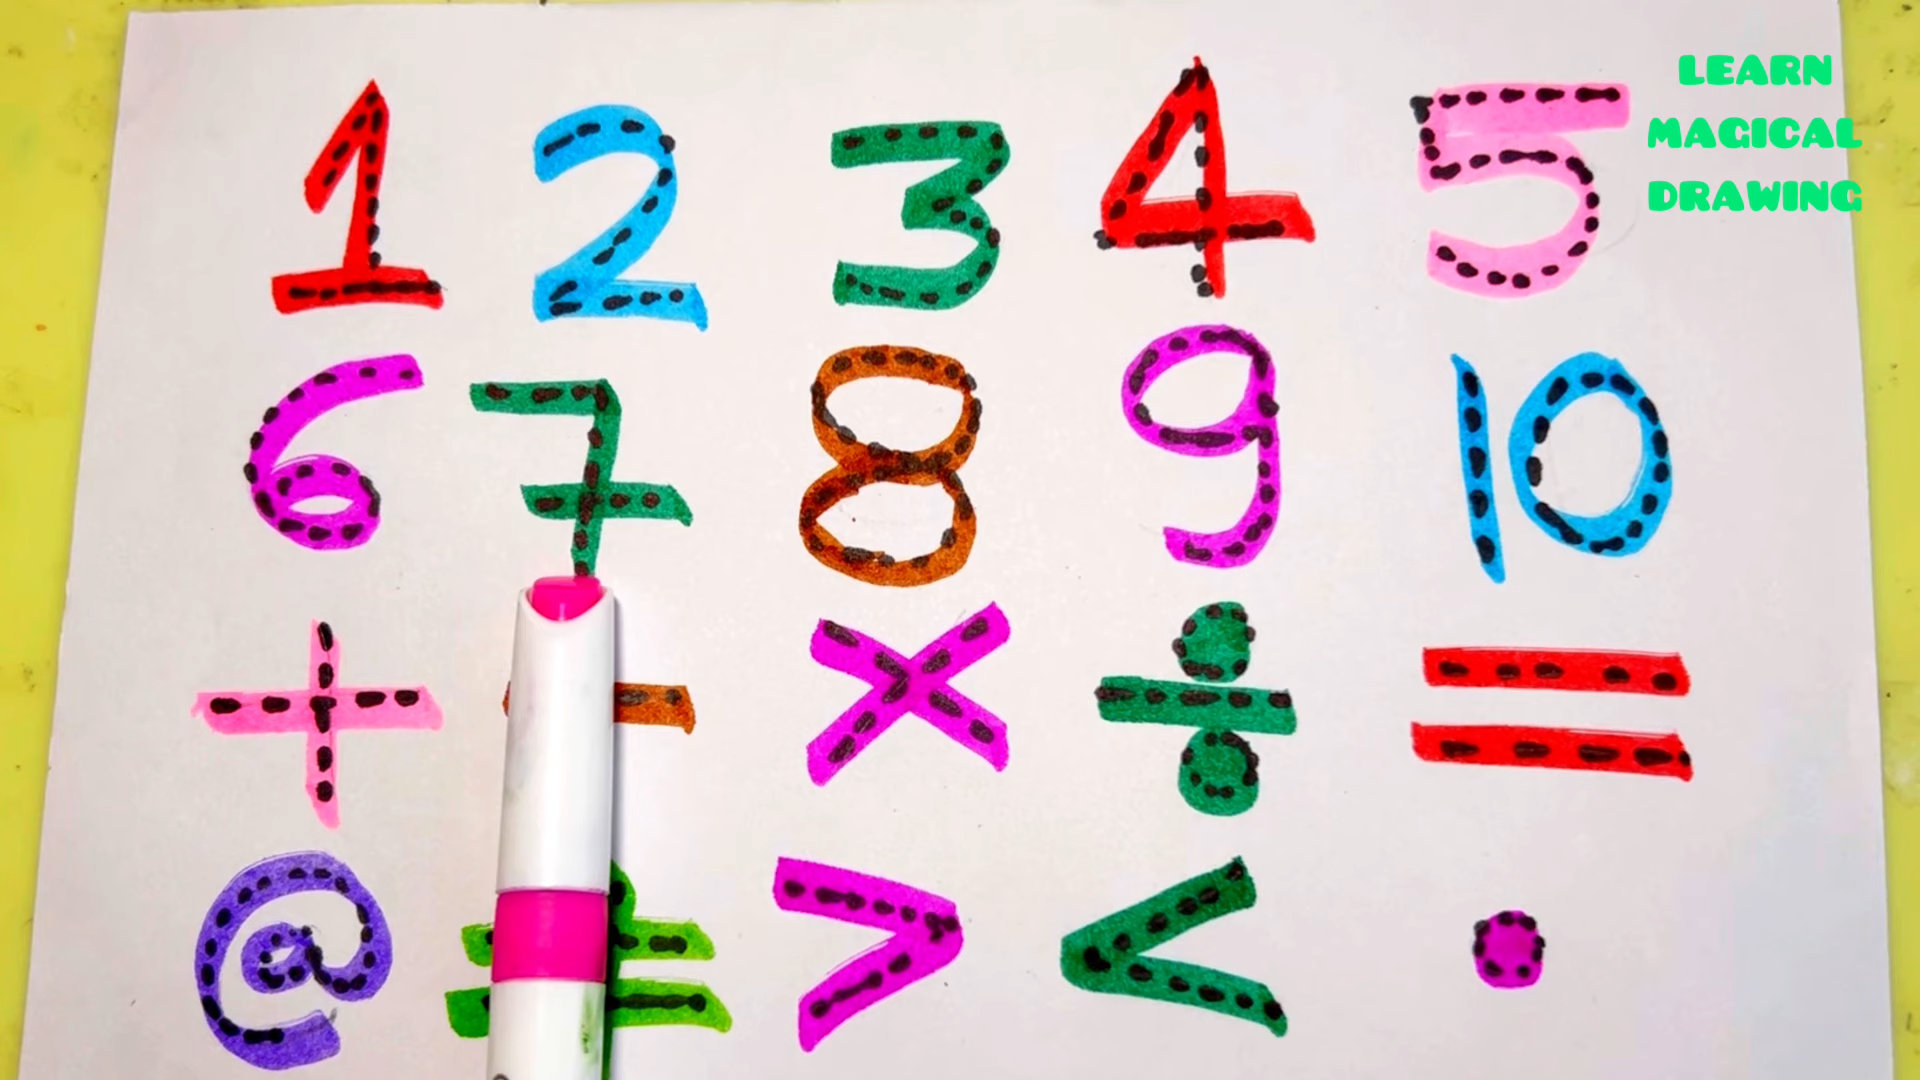 1 2 3 4 5
6 7 8 9 10
+ - × ÷ =
@ ≠ > < .
LEARN
MAGICAL
DRAWING